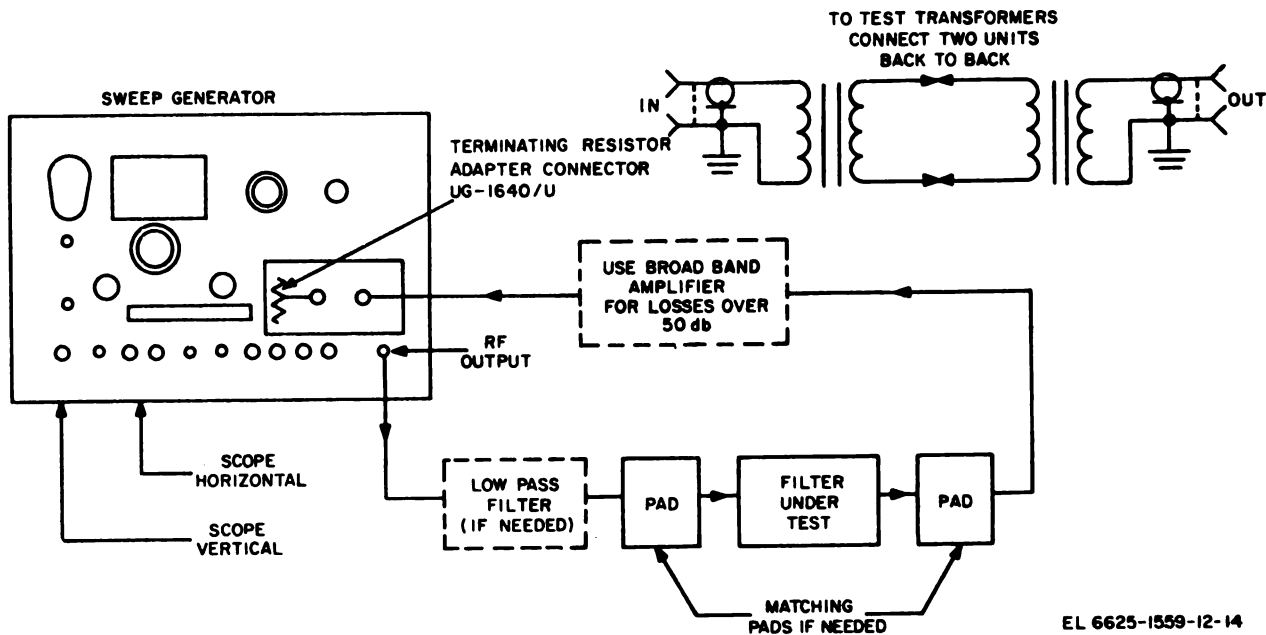 TO TEST TRANSFORMERS
CONNECT TWO UNITS
BACK TO BACK
IN
OUT
SWEEP GENERATOR
TERMINATING RESISTOR
ADAPTER CONNECTOR
UG-1640/U
USE BROAD BAND
AMPLIFIER
FOR LOSSES OVER
50 db
RF
OUTPUT
SCOPE
HORIZONTAL
SCOPE
VERTICAL
LOW PASS
FILTER
(IF NEEDED)
PAD
FILTER
UNDER
TEST
PAD
MATCHING
PADS IF NEEDED
EL 6625-1559-12-14